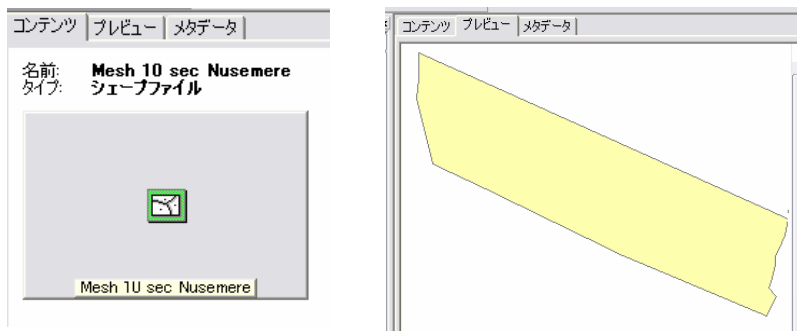 コンテンツ プレビュー メタデータ
名前: Mesh 10 sec Nusemere
タイプ: シェープファイル
Mesh 10 sec Nusemere
コンテンツ プレビュー メタデータ